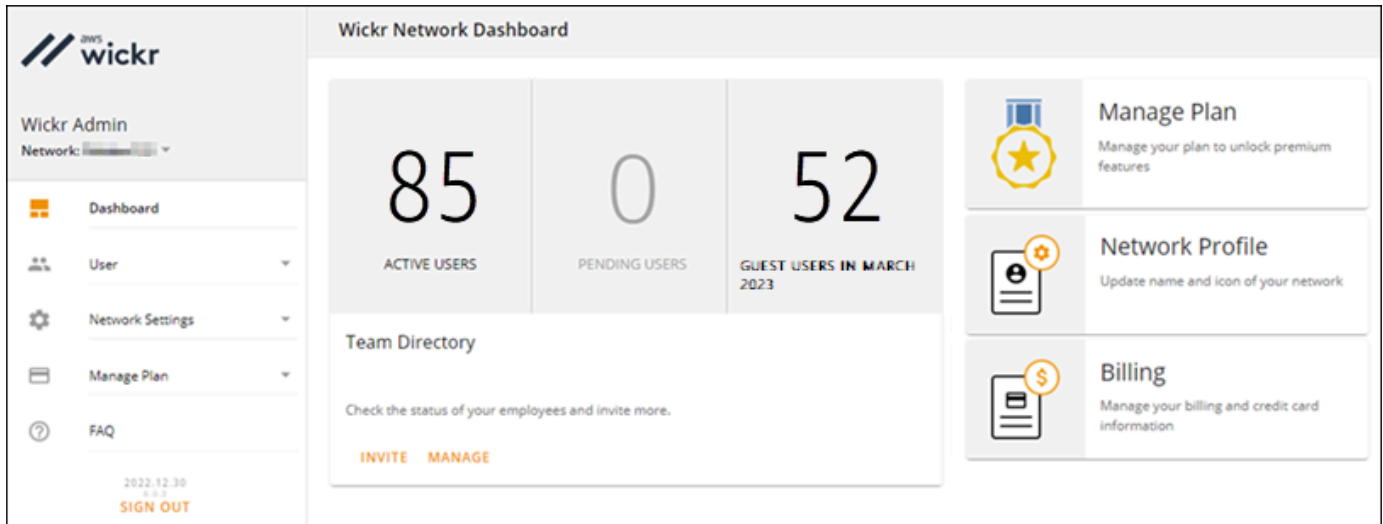 aws
wickr
Wickr Admin
Network:
Dashboard
User
Network Settings
Manage Plan
FAQ
2022.12.30
SIGN OUT
Wickr Network Dashboard
85
ACTIVE USERS
0
PENDING USERS
52
GUEST USERS IN MARCH
2023
Team Directory
Check the status of your employees and invite more.
INVITE MANAGE
Manage Plan
Manage your plan to unlock premium
features
Network Profile
Update name and icon of your network
$
Billing
Manage your billing and credit card
information